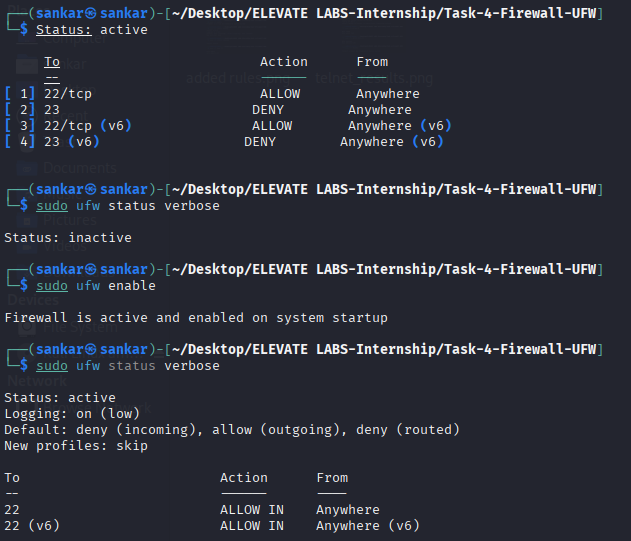 ┌──(sankar㉿sankar)-[~/Desktop/ELEVATE LABS-Internship/Task-4-Firewall-UFW]
└─$ Status: active
To Action From
-- ------ ----
[ 1] 22/tcp ALLOW Anywhere
[ 2] 23 DENY Anywhere
[ 3] 22/tcp (v6) ALLOW Anywhere (v6)
[ 4] 23 (v6) DENY Anywhere (v6)
┌──(sankar㉿sankar)-[~/Desktop/ELEVATE LABS-Internship/Task-4-Firewall-UFW]
└─$ sudo ufw status verbose
Status: inactive
┌──(sankar㉿sankar)-[~/Desktop/ELEVATE LABS-Internship/Task-4-Firewall-UFW]
└─$ sudo ufw enable
Firewall is active and enabled on system startup
┌──(sankar㉿sankar)-[~/Desktop/ELEVATE LABS-Internship/Task-4-Firewall-UFW]
└─$ sudo ufw status verbose
Status: active
Logging: on (low)
Default: deny (incoming), allow (outgoing), deny (routed)
New profiles: skip
To Action From
-- ------ ----
22 ALLOW IN Anywhere
22 (v6) ALLOW IN Anywhere (v6)